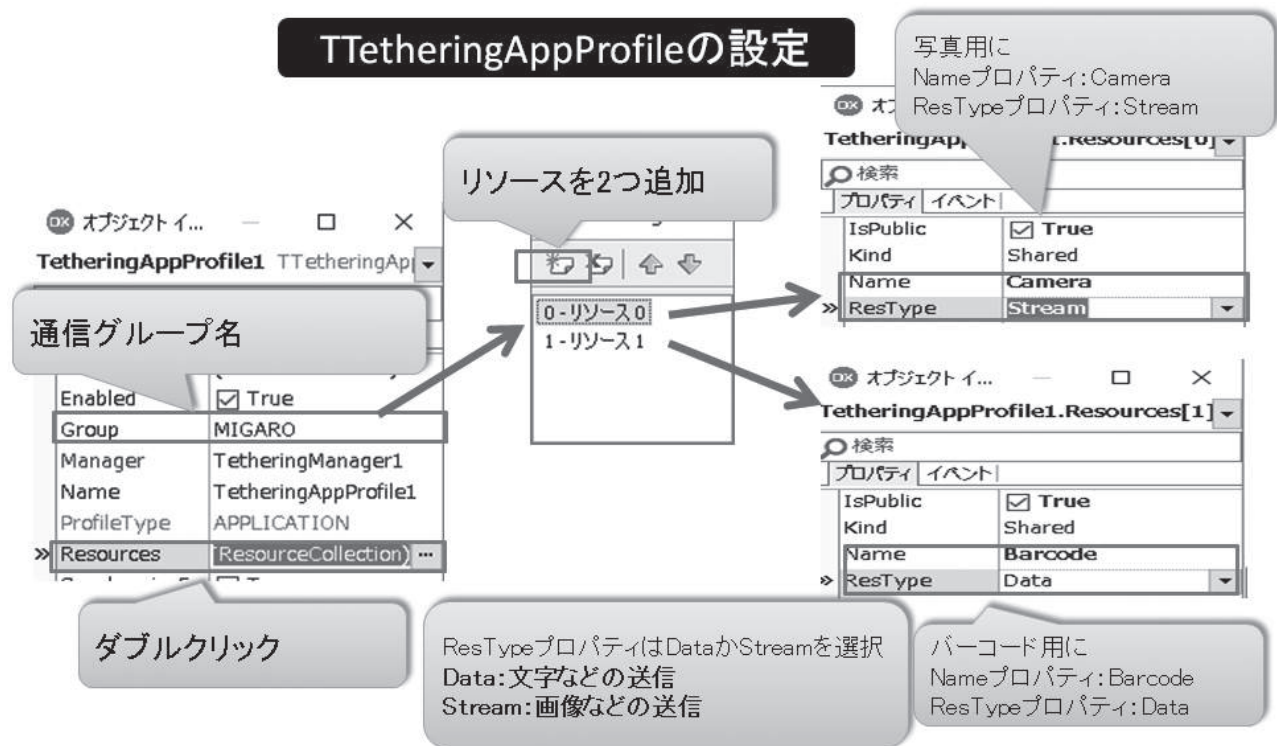 TTetheringAppProfileの設定
写真用に
Nameプロパティ:Camera
ResTypeプロパティ:Stream
リソースを2つ追加
オブジェクト イ...
TetheringAppProfile1 TTetheringAp
通信グループ名
Enabled True
Group MIGARO
Manager TetheringManager1
Name TetheringAppProfile1
ProfileType APPLICATION
Resources (ResourceCollection) ...
ダブルクリック
0 - リソース 0
1 - リソース 1
TetheringAp 1.Resources[0]
検索
プロパティ イベント
IsPublic True
Kind Shared
Name Camera
ResType Stream
オブジェクト イ...
TetheringAppProfile1.Resources[1]
検索
プロパティ イベント
IsPublic True
Kind Shared
Name Barcode
ResType Data
ResTypeプロパティはDataかStreamを選択
Data:文字などの送信
Stream:画像などの送信
バーコード用に
Nameプロパティ:Barcode
ResTypeプロパティ:Data